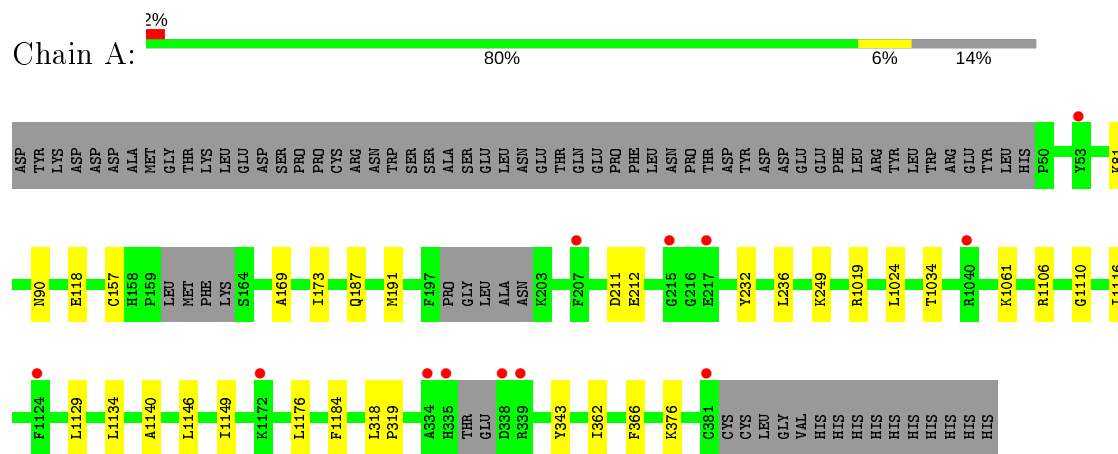 2%
Chain A:
80% 6% 14%
ASP TYR LYS ASP ASP ASP ALA MET GLY THR LYS LEU GLU ASP SER PRO PRO CYS ARG ASN TRP SER SER ALA SER GLU LEU ASN GLU THR GLN GLU PRO PHE LEU ASN PRO THR ASP TYR ASP ASP GLU GLU PHE LEU ARG TYR LEU TRP ARG GLU TYR LEU HIS P50 Y53 K81
N90 E118 C157 H158 P159 LEU MET PHE LYS S164 A169 I173 Q187 M191 F197 PRO GLY LEU ALA ASN K203 F207 D211 E212 G215 G216 E217 Y232 L236 K249 R1019 L1024 T1034 R1040 K1061 R1106 G1110
F1124 L1129 L1134 A1140 L1146 I1149 K1172 L1176 F1184 L318 P319 A334 H335 THR GLU D338 R339 Y343 I362 F366 K376 C381 CYS CYS LEU GLY VAL HIS HIS HIS HIS HIS HIS HIS HIS HIS HIS